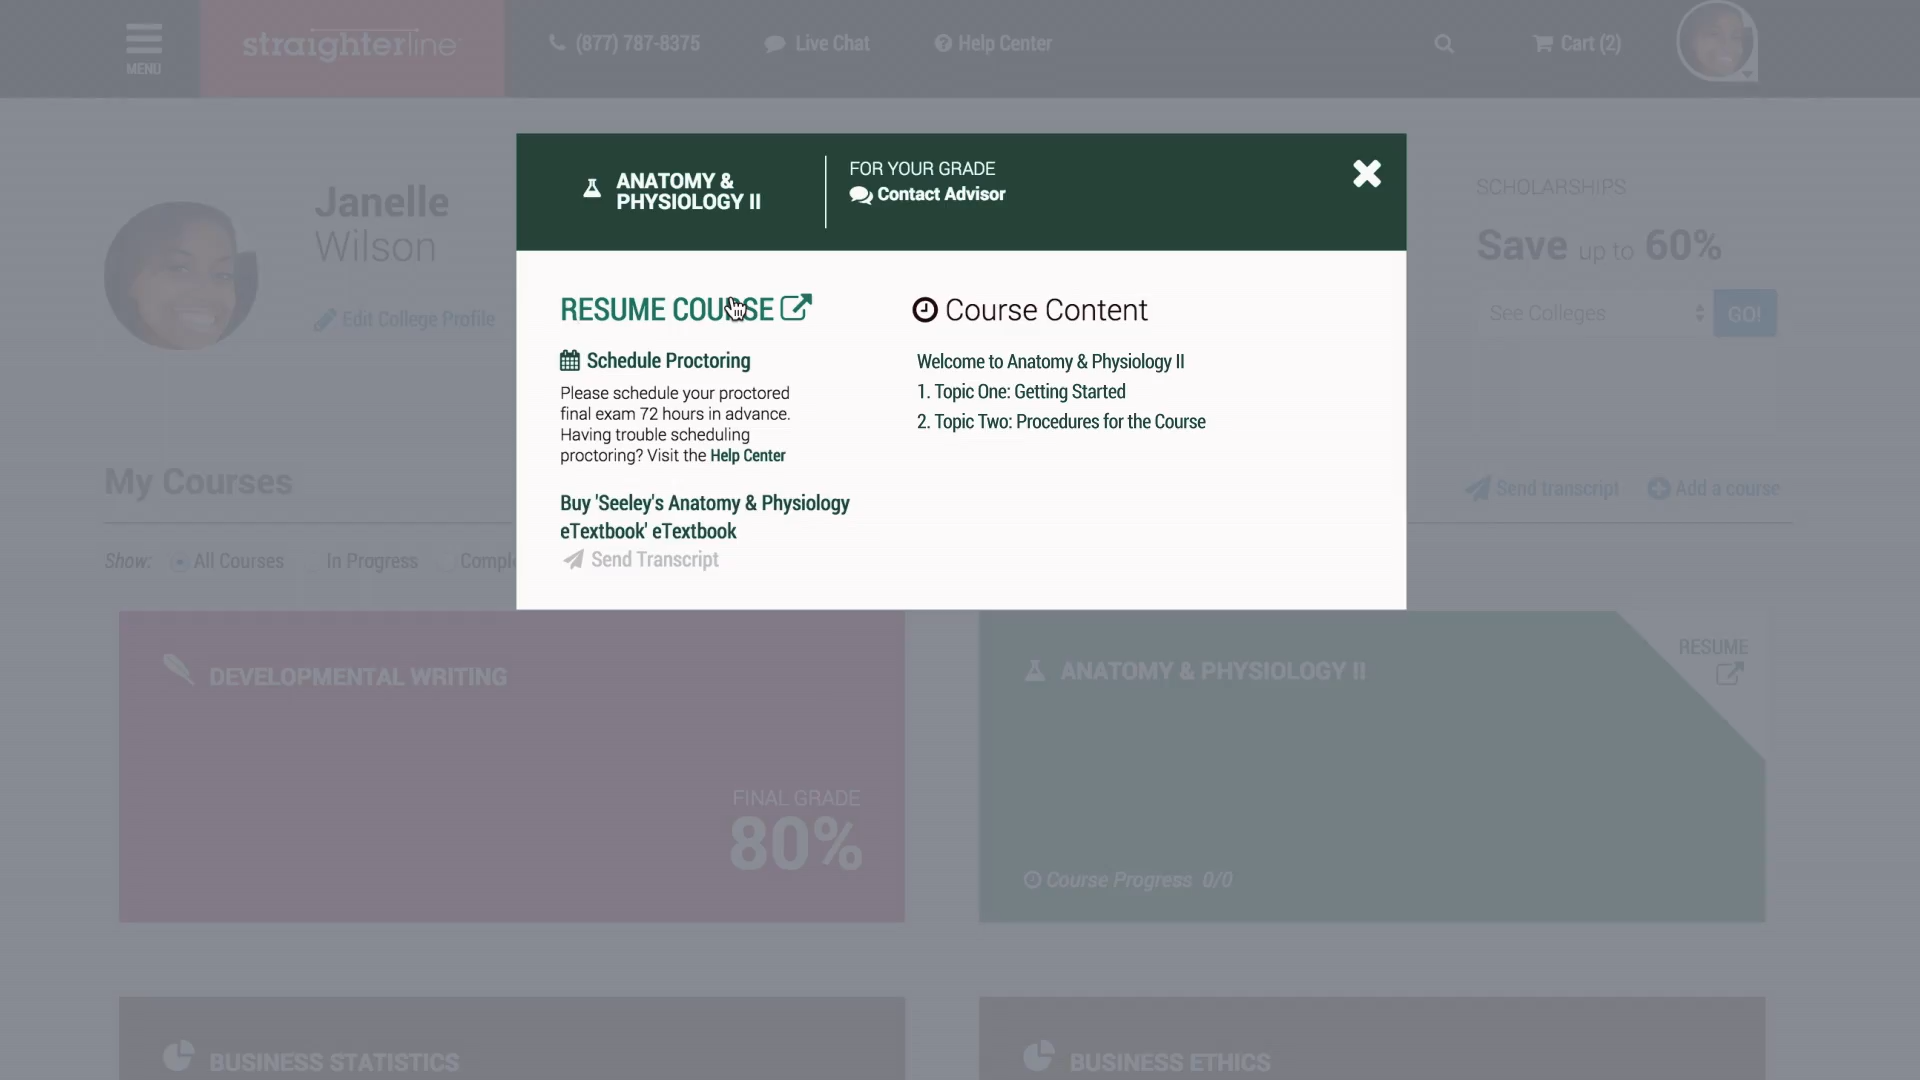 MENU
straighterline
(877) 787-8375
Live Chat
Help Center
Cart (2)
Janelle
Wilson
Edit College Profile
ANATOMY &
PHYSIOLOGY II
FOR YOUR GRADE
Contact Advisor
RESUME COURSE
Schedule Proctoring
Please schedule your proctored
final exam 72 hours in advance.
Having trouble scheduling
proctoring? Visit the Help Center
Buy 'Seeley's Anatomy & Physiology
eTextbook' eTextbook
Send Transcript
Course Content
Welcome to Anatomy & Physiology II
1. Topic One: Getting Started
2. Topic Two: Procedures for the Course
SCHOLARSHIPS
Save up to 60%
See Colleges
GO!
My Courses
Send transcript
Add a course
Show:
All Courses
In Progress
Comple
DEVELOPMENTAL WRITING
FINAL GRADE
80%
ANATOMY & PHYSIOLOGY II
RESUME
Course Progress 0/0
BUSINESS STATISTICS
BUSINESS ETHICS